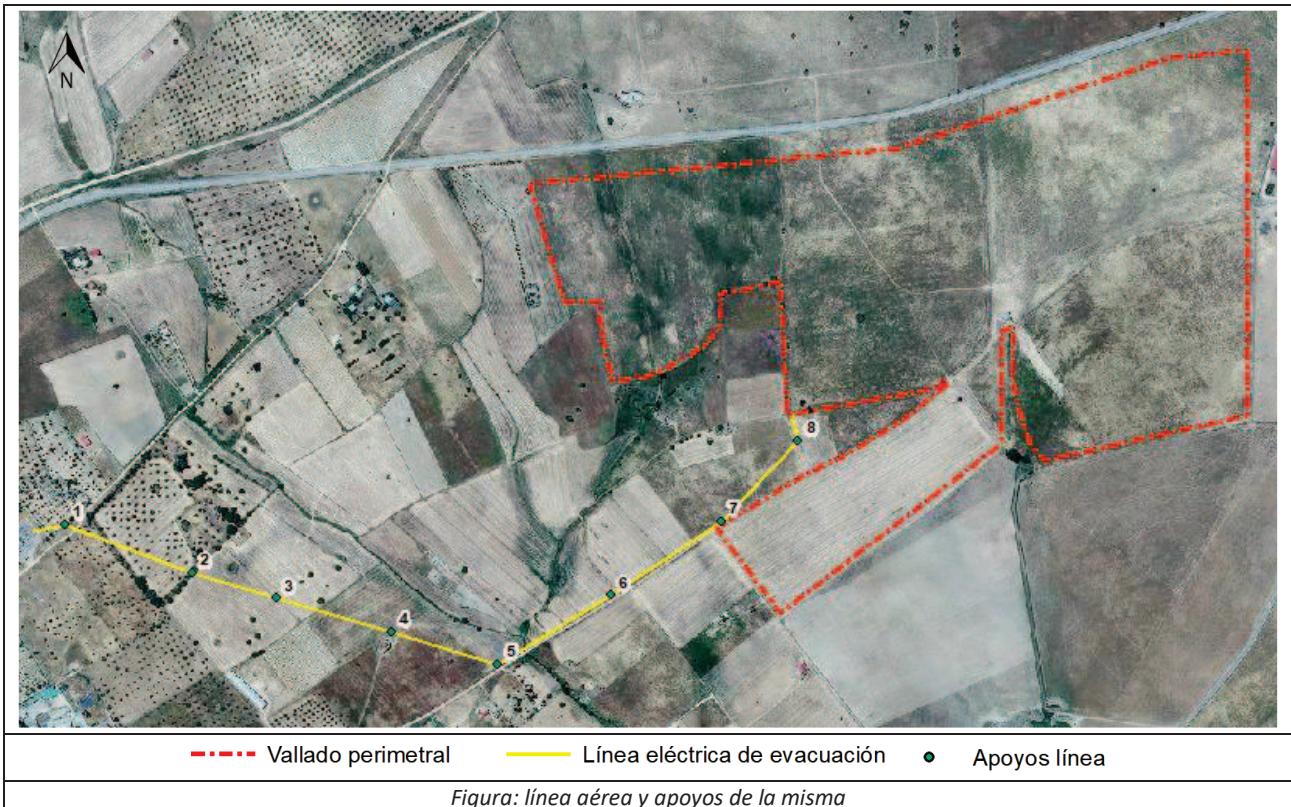 N
1
2
3
4
5
6
7
8
Vallado perimetral Línea eléctrica de evacuación Apoyos línea
Figura: línea aérea y apoyos de la misma